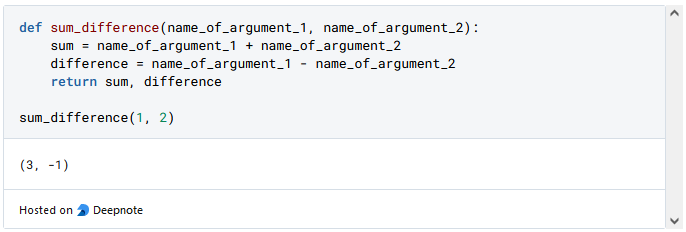 def sum_difference(name_of_argument_1, name_of_argument_2):
    sum = name_of_argument_1 + name_of_argument_2
    difference = name_of_argument_1 - name_of_argument_2
    return sum, difference
sum_difference(1, 2)
(3, -1)
Hosted on Deepnote